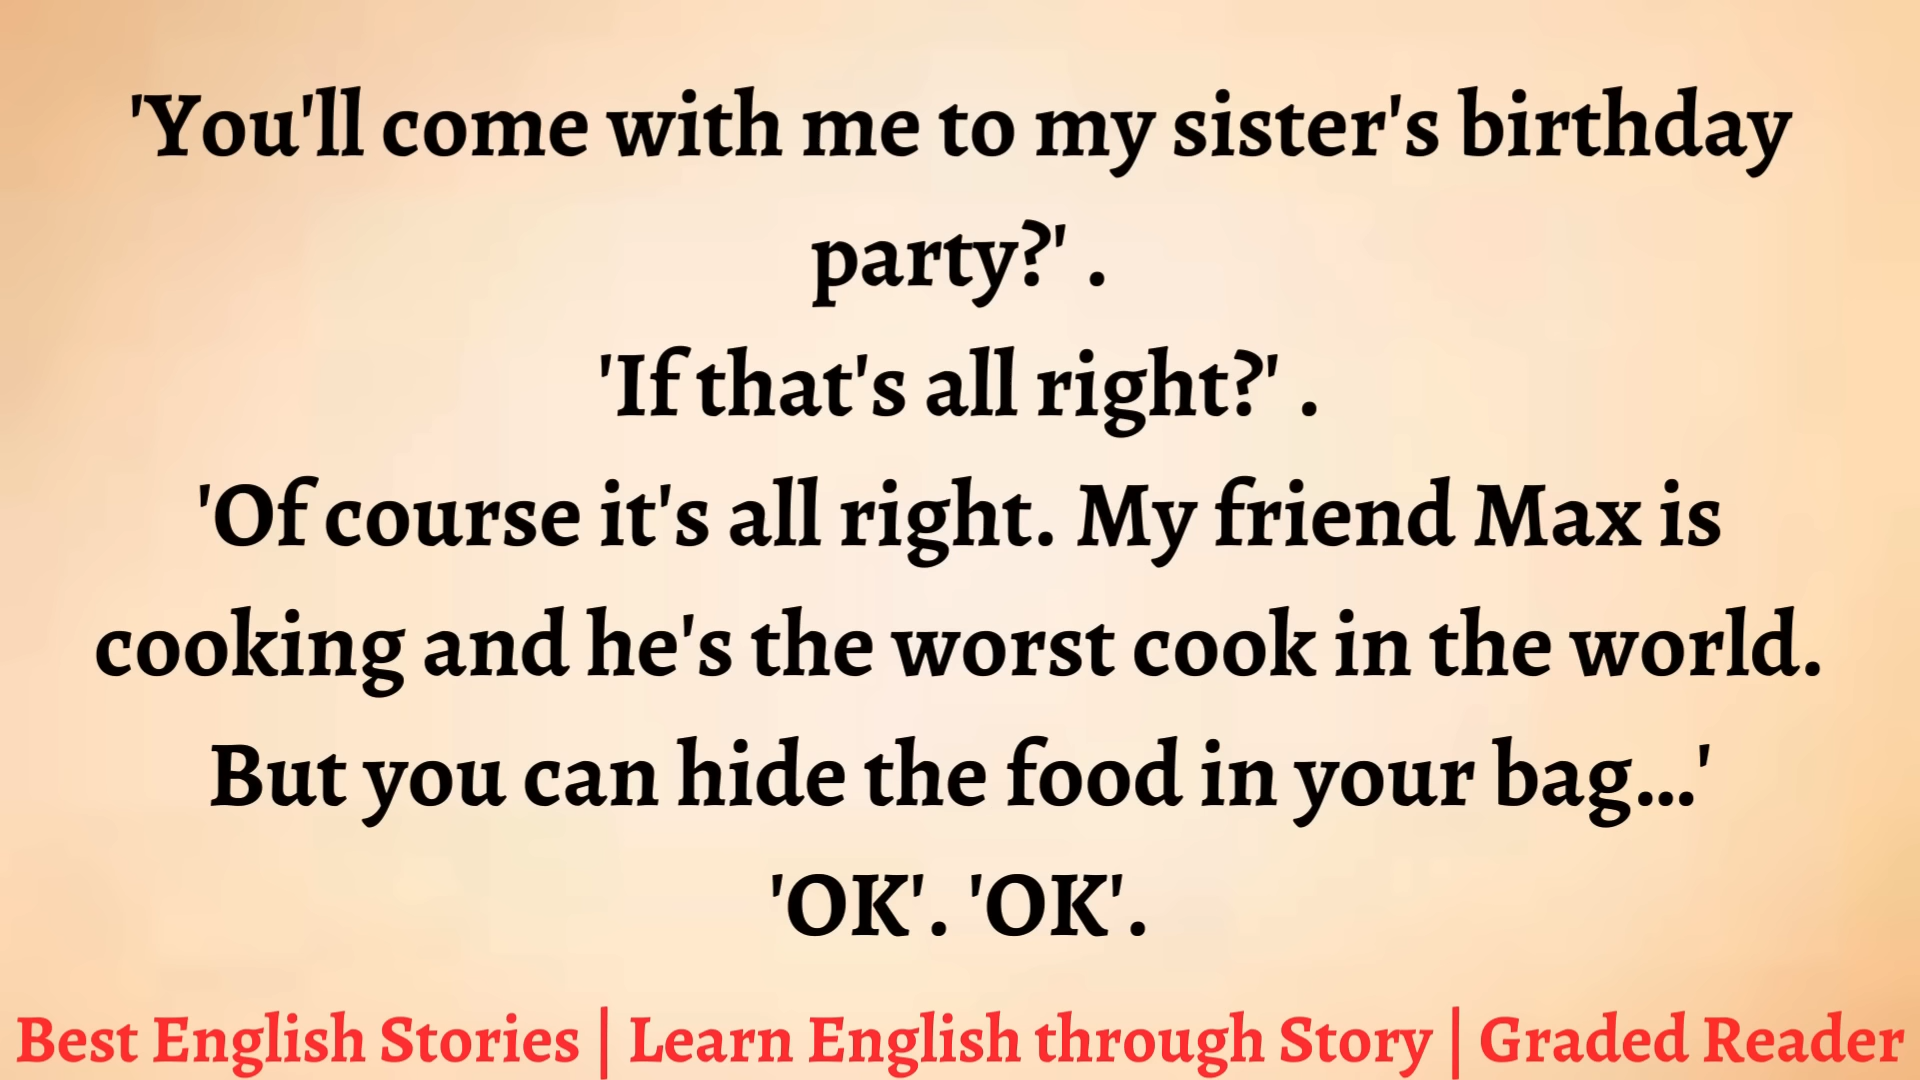 'You'll come with me to my sister's birthday
party?' .
'If that's all right?' .
'Of course it's all right. My friend Max is
cooking and he's the worst cook in the world.
But you can hide the food in your bag...'
'OK'. 'OK'.
Best English Stories | Learn English through Story | Graded Reader